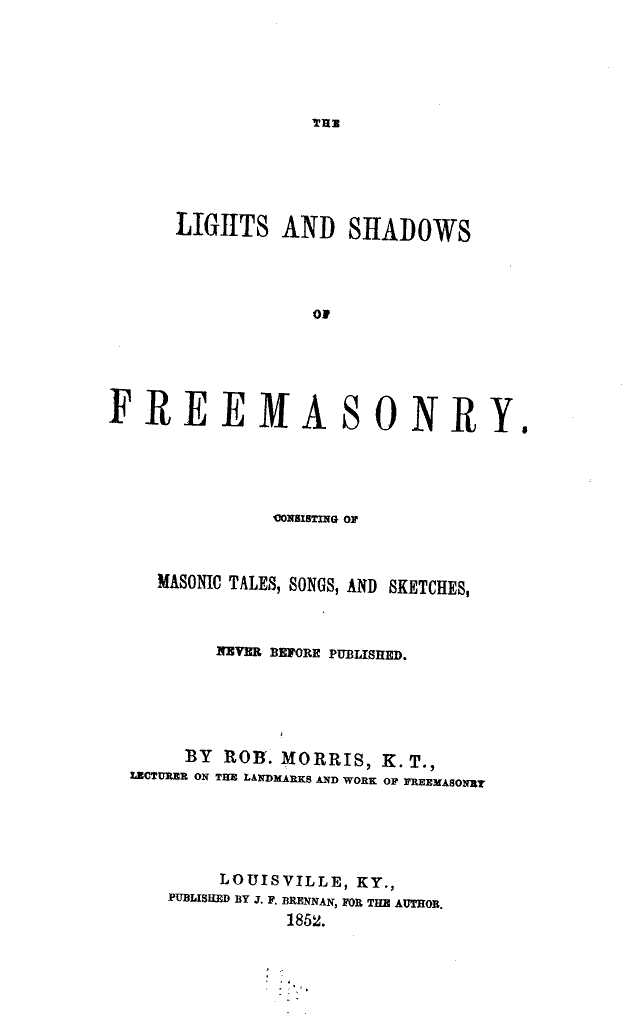 THE
LIGHTS AND SHADOWS
OF
FREEMASONRY.
CONSISTING OF
MASONIC TALES, SONGS, AND SKETCHES,
NEVER BEFORE PUBLISHED.
BY ROB. MORRIS, K. T.,
LECTURER ON THE LANDMARKS AND WORK OF FREEMASONRY
LOUISVILLE, KY.,
PUBLISHED BY J. F. BRENNAN, FOR THE AUTHOR.
1852.